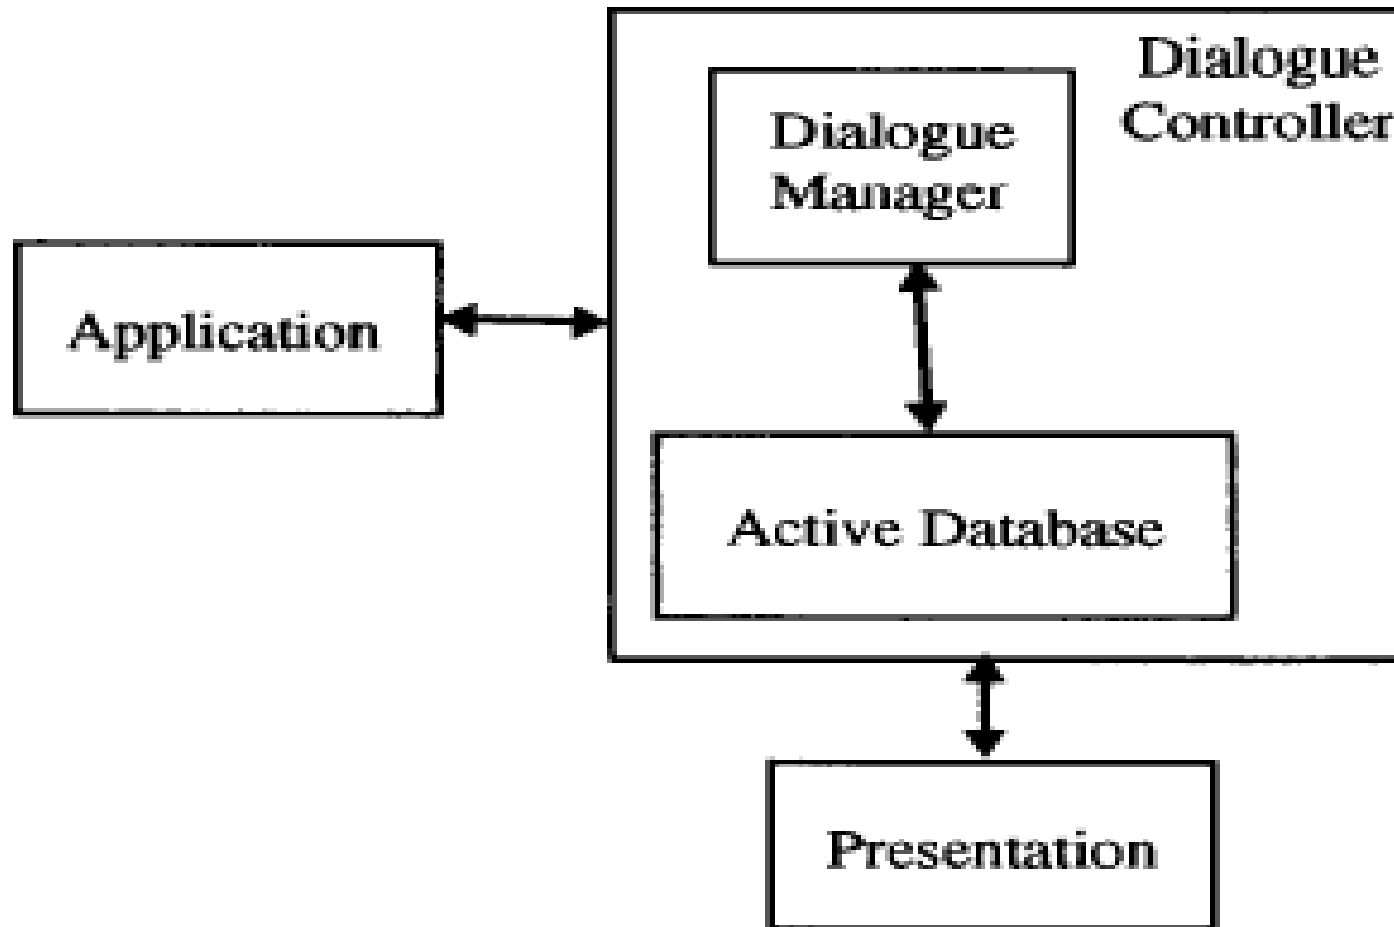 Dialogue
Controller
Dialogue
Manager
Application
Active Database
Presentation